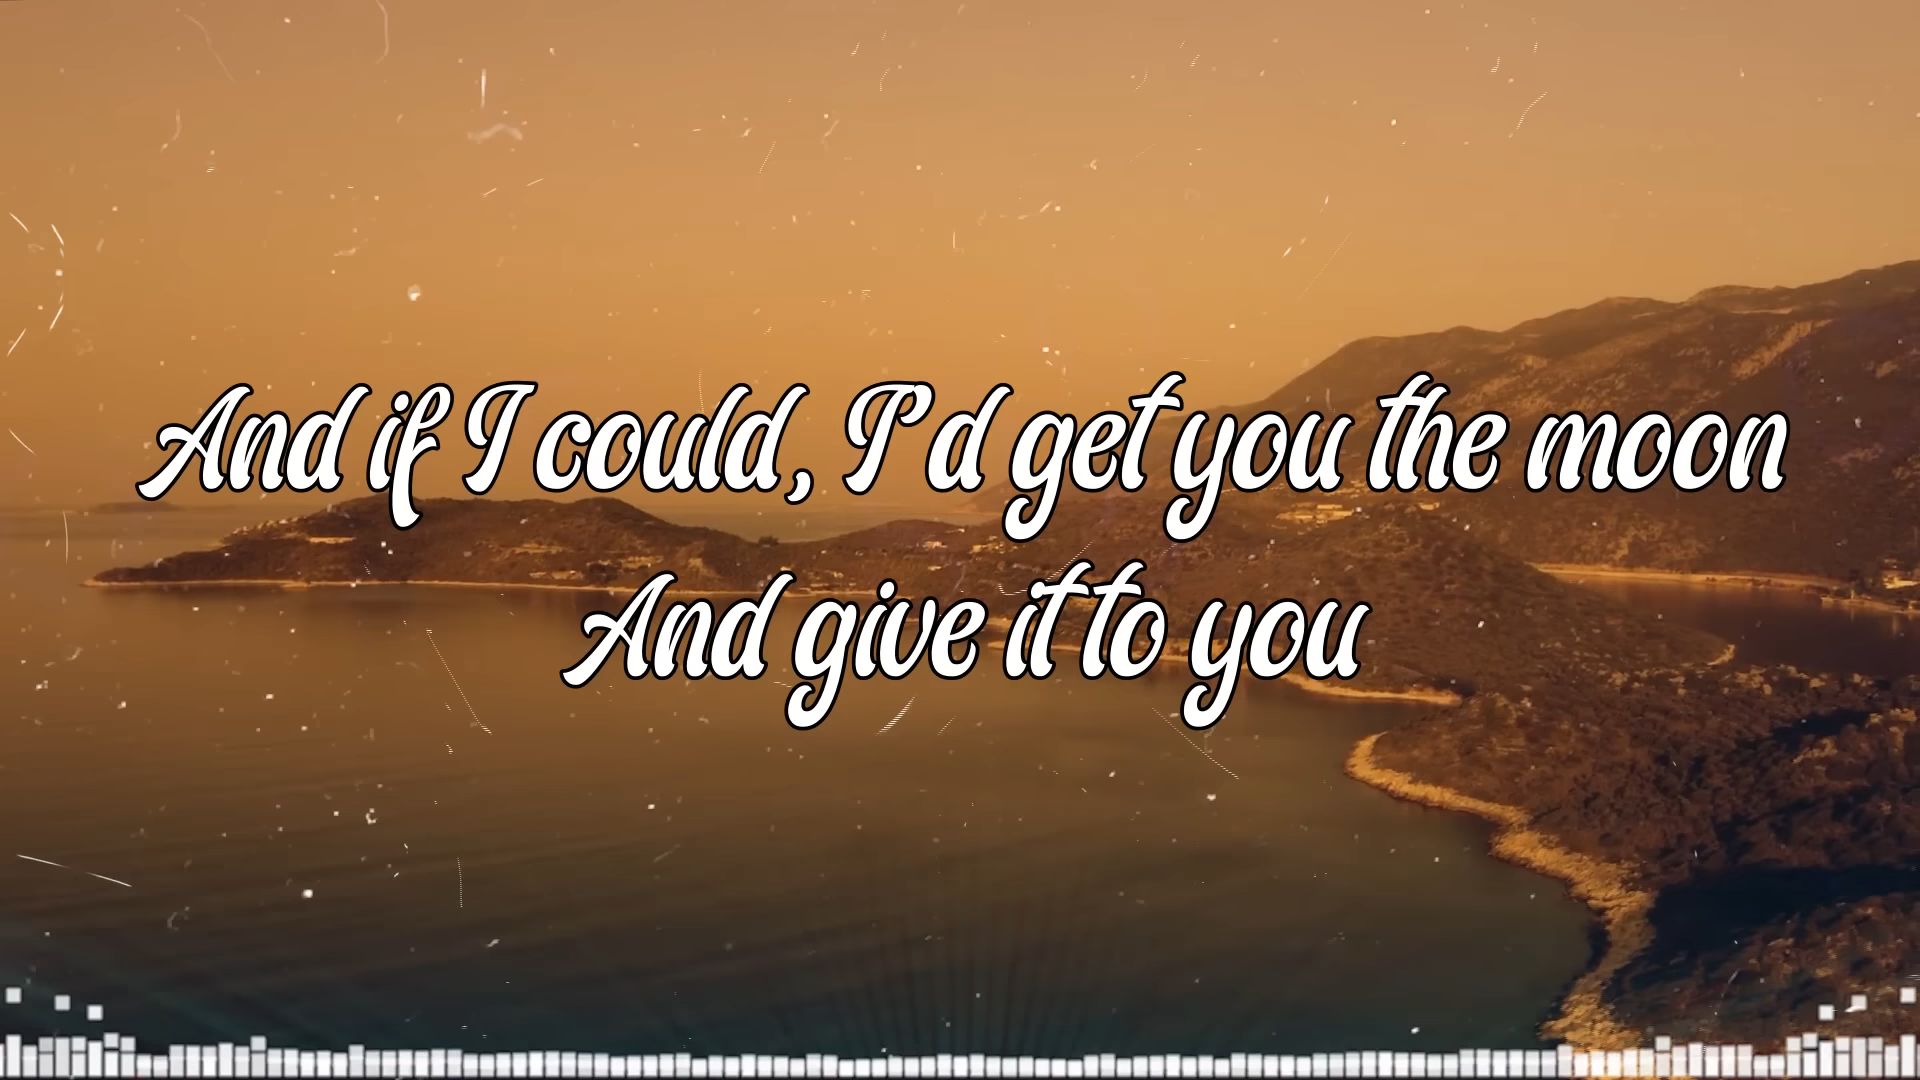 And if I could, I'd get you the moon
And give it to you